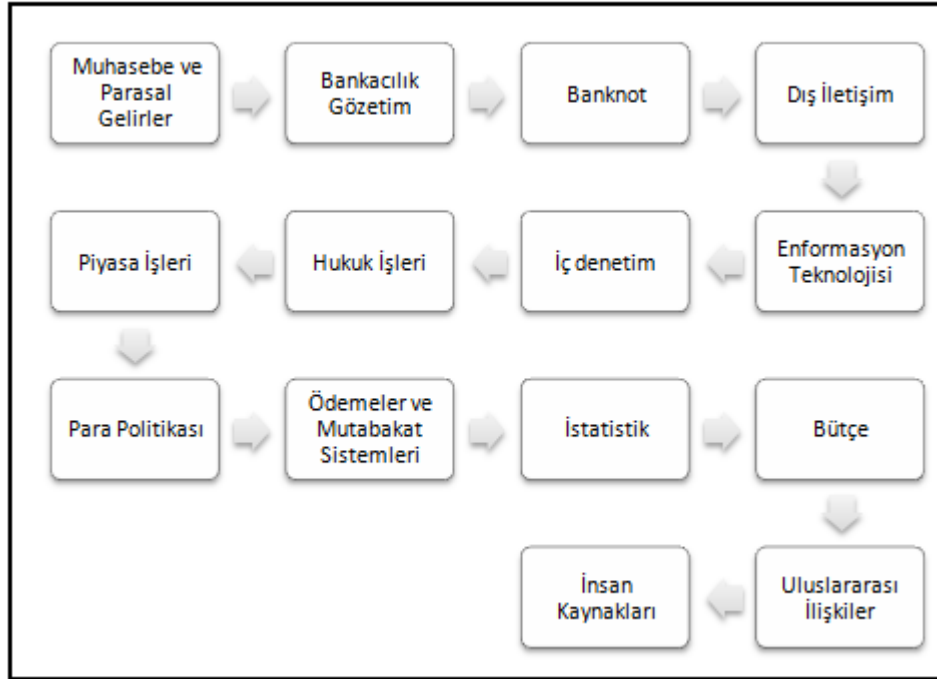 Muhasebe ve
Parasal
Gelirler
Bankacılık
Gözetim
Banknot
Dış İletişim
Enformasyon
Teknolojisi
İç denetim
Hukuk İşleri
Piyasa İşleri
Para Politikası
Ödemeler ve
Mutabakat
Sistemleri
İstatistik
Bütçe
Uluslararası
İlişkiler
İnsan
Kaynakları